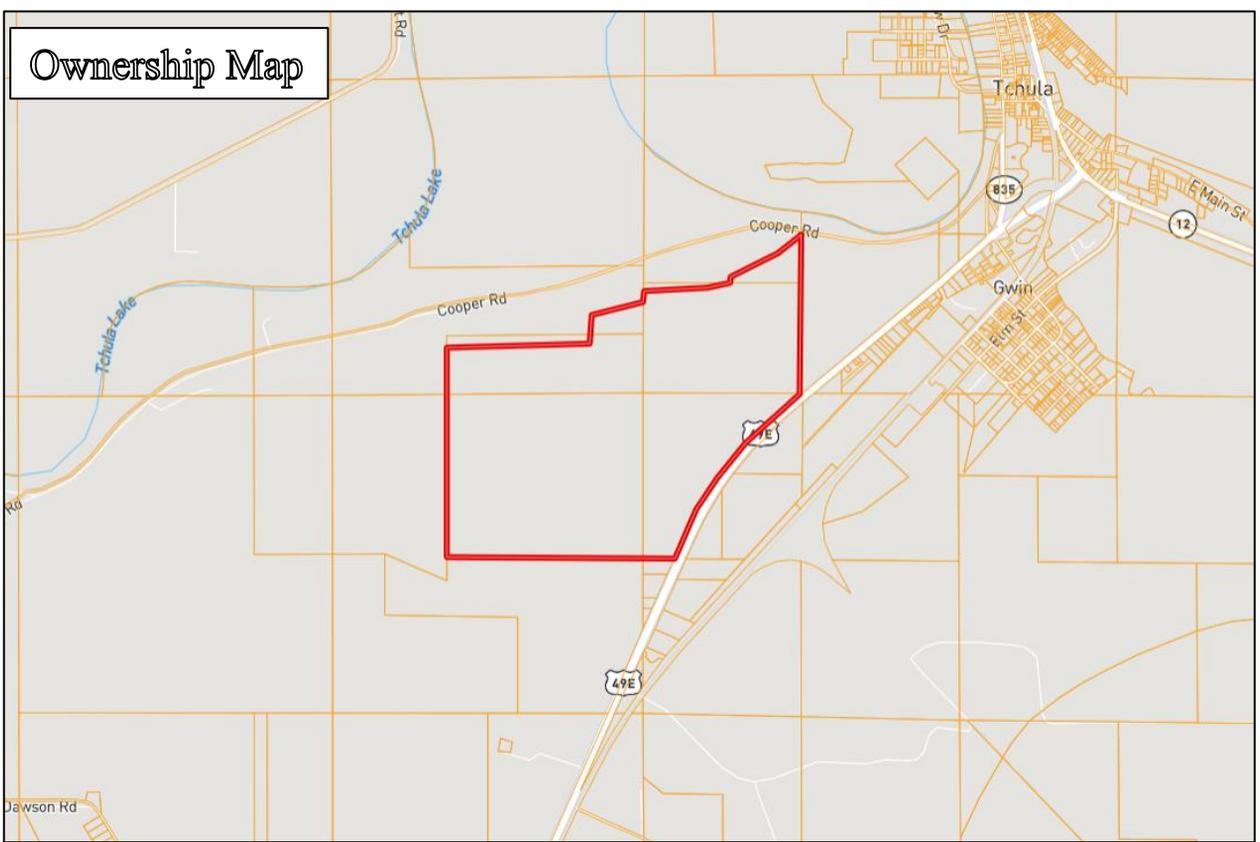 Ownership Map
Rd
w Dr
Tchula
Tchula Lake
835
E Main St
12
Cooper Rd
Gwin
Cooper Rd
Elm St
Tchula Lake
49E
Rd
49E
Dawson Rd